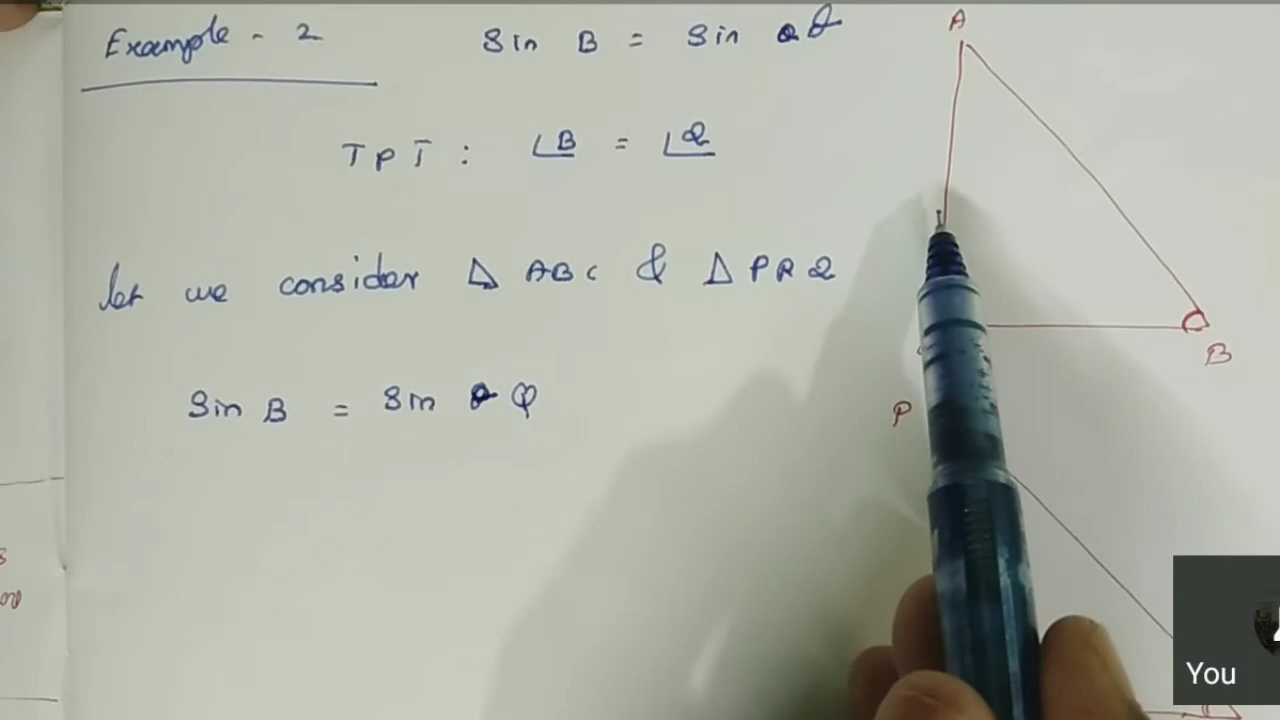 Example - 2
Sin B = Sin Q
TPT : ∠B = ∠Q
let we consider Δ ABC & Δ PRQ
Sin B = Sin Q
A
B
P
You